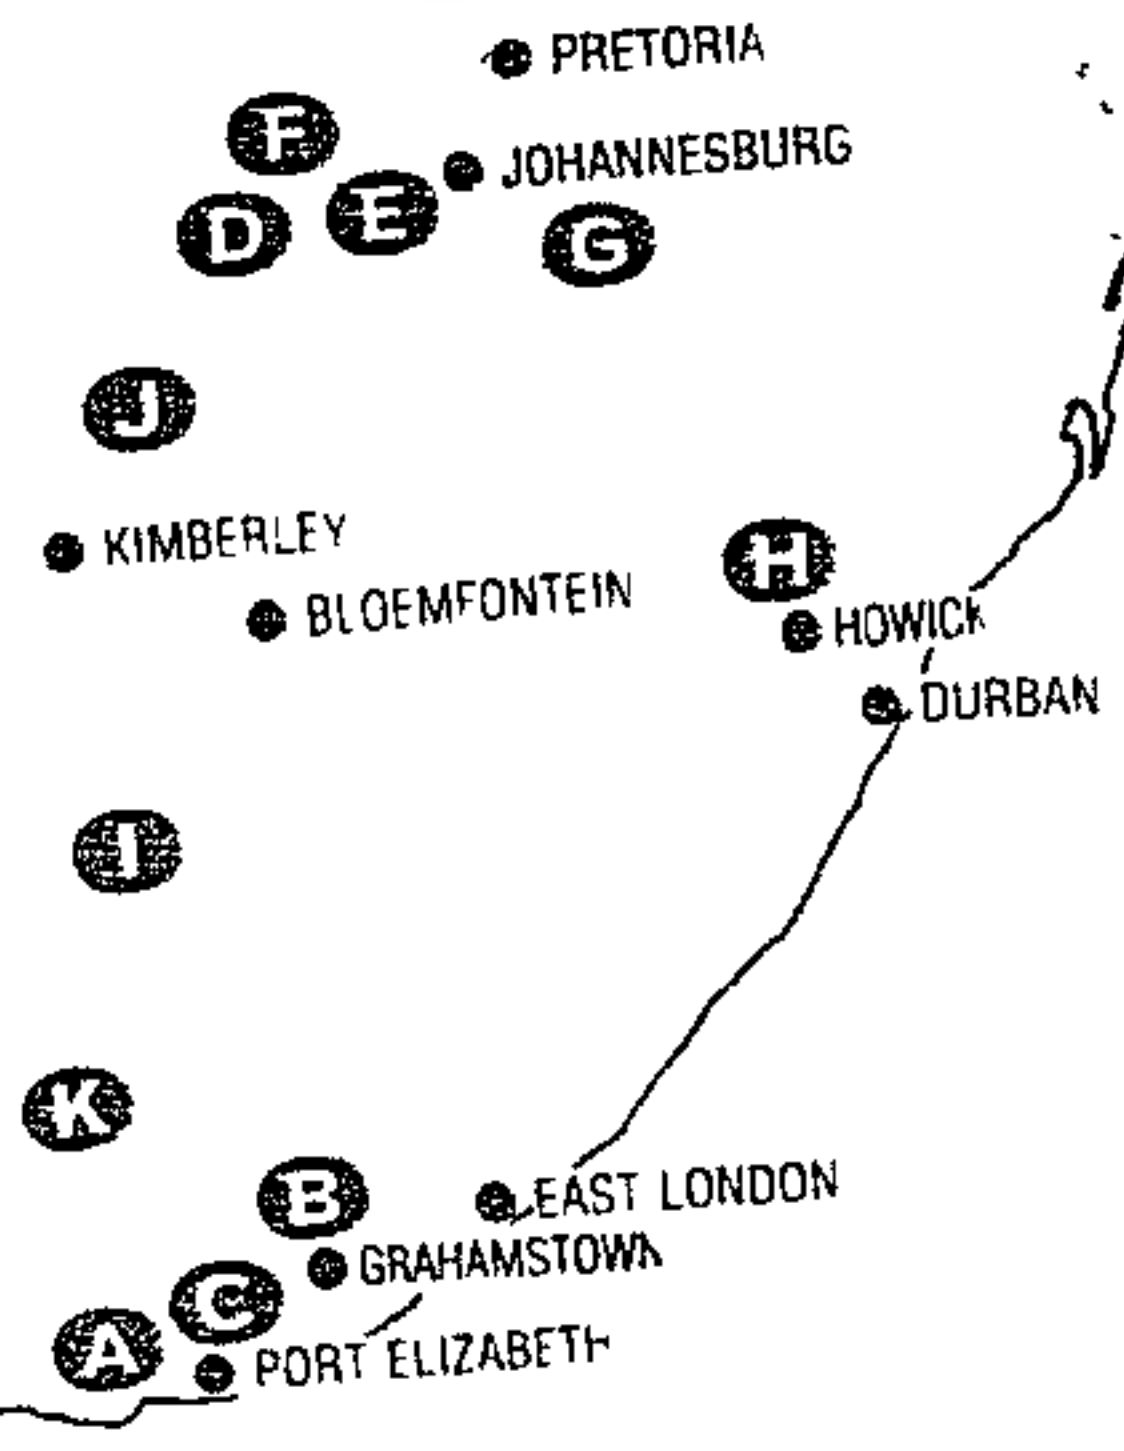 PRETORIA
F
JOHANNESBURG
E
D
G
J
KIMBERLEY
H
BLOEMFONTEIN
HOWICK
DURBAN
I
K
B
EAST LONDON
GRAHAMSTOWN
C
A
PORT ELIZABETH